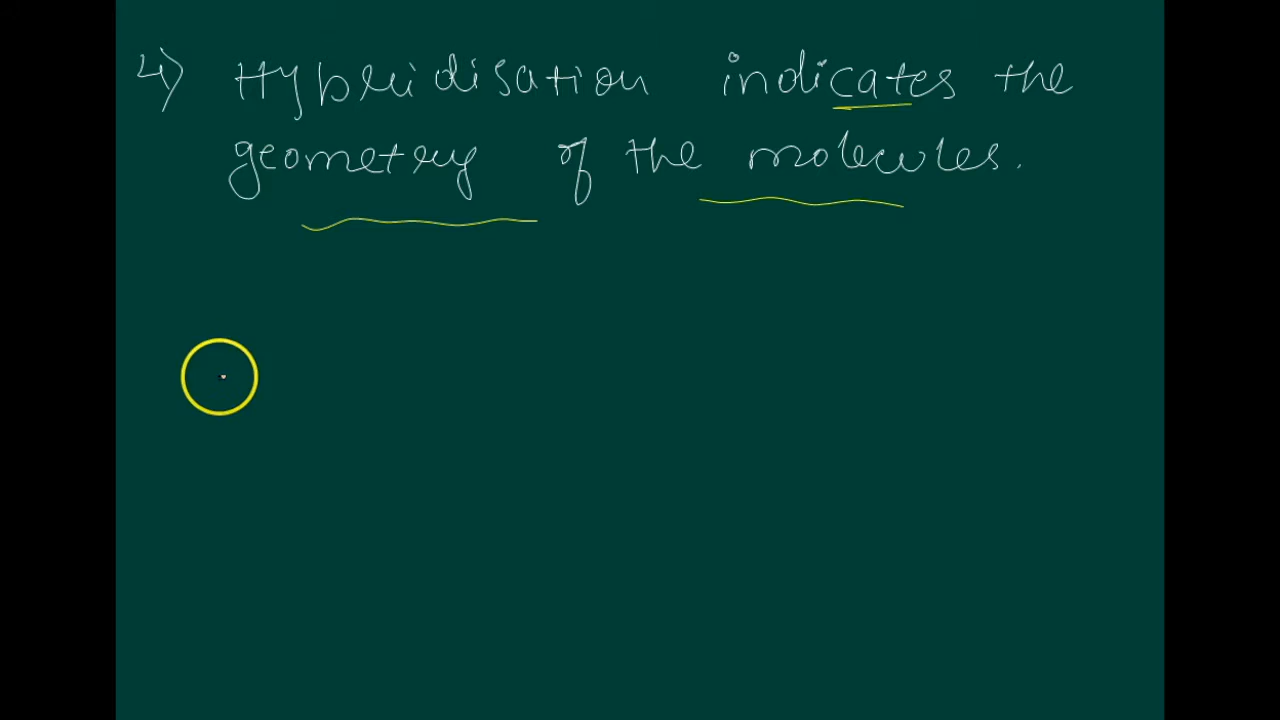 4) Hybridisation indicates the
geometry of the molecules.